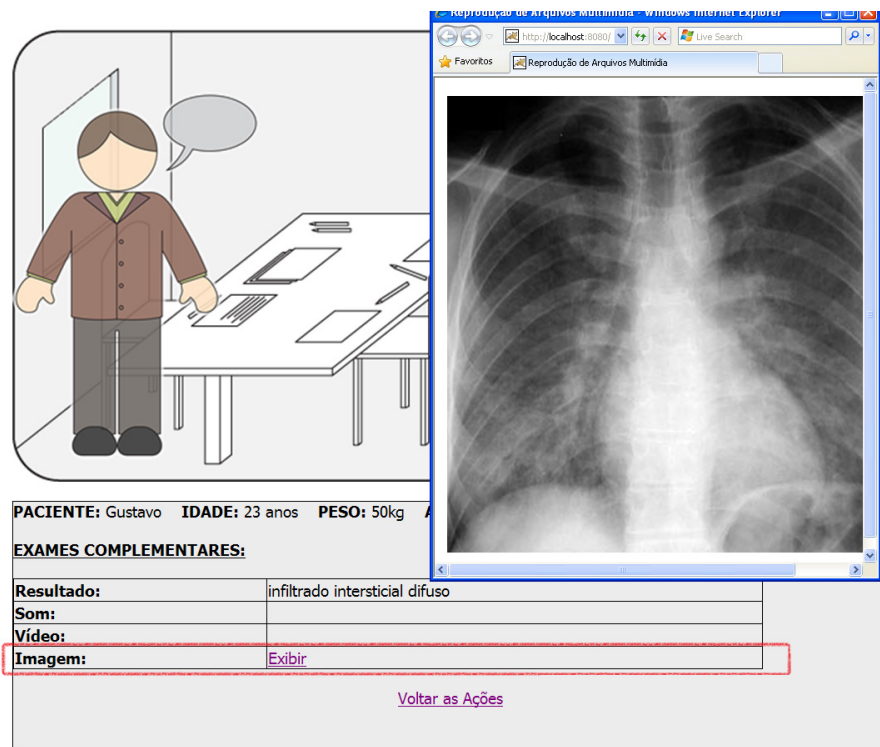 Reprodução de Arquivos Multimídia - Windows Internet Explorer
http://localhost:8080/
Live Search
Favoritos
Reprodução de Arquivos Multimídia
PACIENTE: Gustavo IDADE: 23 anos PESO: 50kg
EXAMES COMPLEMENTARES:
Resultado: infiltrado intersticial difuso
Som:
Vídeo:
Imagem: Exibir
Voltar as Ações